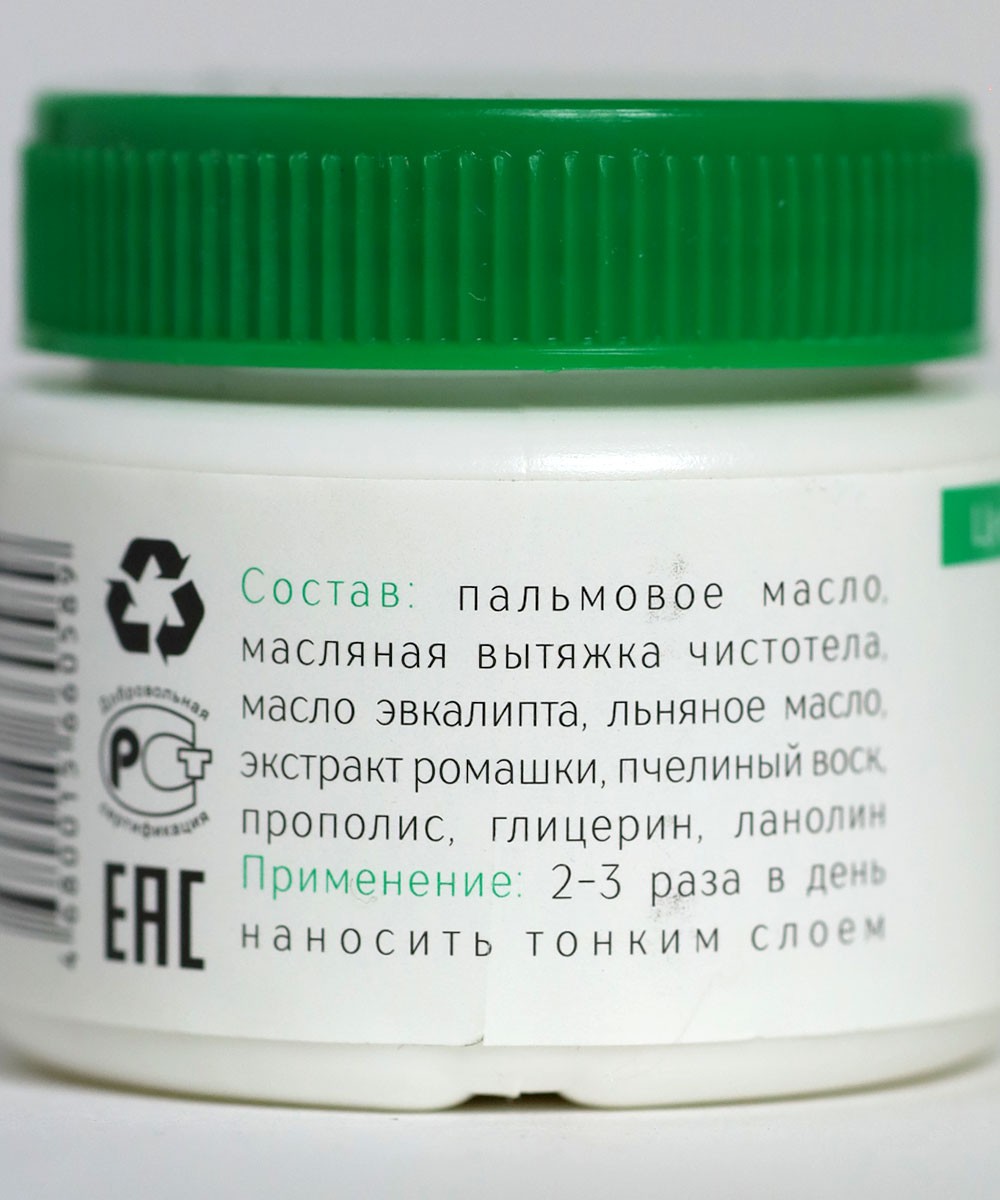 Состав: пальмовое масло,
масляная вытяжка чистотела,
масло эвкалипта, льняное масло,
экстракт ромашки, пчелиный воск,
прополис, глицерин, ланолин
Применение: 2–3 раза в день
наносить тонким слоем
Добровольная
РСТ
сертификация
EAC